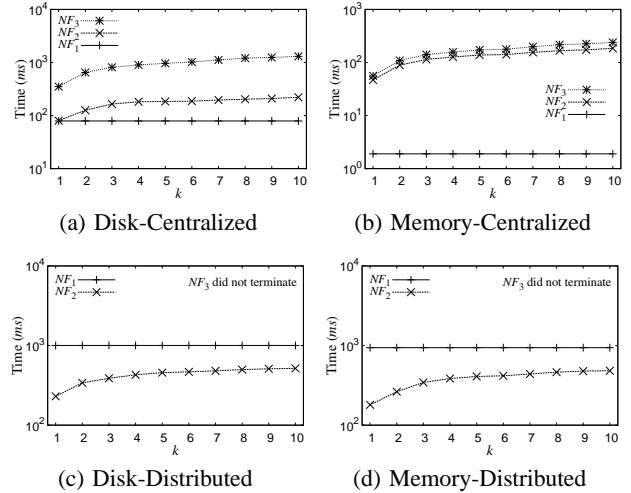 10⁴
NF₃
NF₂
NF₁
10³
10²
10¹
Time (ms)
1 2 3 4 5 6 7 8 9 10
k
(a) Disk-Centralized
10³
10²
10¹
10⁰
Time (ms)
NF₃
NF₂
NF₁
1 2 3 4 5 6 7 8 9 10
k
(b) Memory-Centralized
10⁴
NF₁
NF₂
NF₃ did not terminate
10³
10²
Time (ms)
1 2 3 4 5 6 7 8 9 10
k
(c) Disk-Distributed
10⁴
NF₁
NF₂
NF₃ did not terminate
10³
10²
Time (ms)
1 2 3 4 5 6 7 8 9 10
k
(d) Memory-Distributed